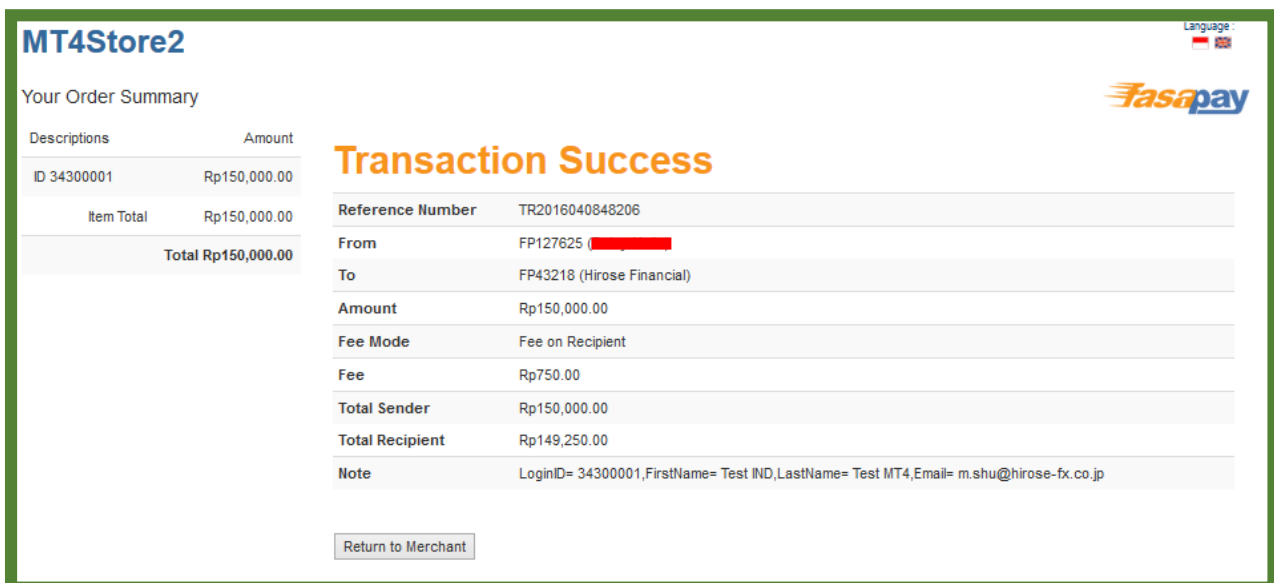 MT4Store2
Language :
Your Order Summary
fasapay
Descriptions Amount
ID 34300001 Rp150,000.00
Item Total Rp150,000.00
Total Rp150,000.00
Transaction Success
Reference Number TR2016040848206
From FP127625 (
To FP43218 (Hirose Financial)
Amount Rp150,000.00
Fee Mode Fee on Recipient
Fee Rp750.00
Total Sender Rp150,000.00
Total Recipient Rp149,250.00
Note LoginID= 34300001,FirstName= Test IND,LastName= Test MT4,Email= m.shu@hirose-fx.co.jp
Return to Merchant